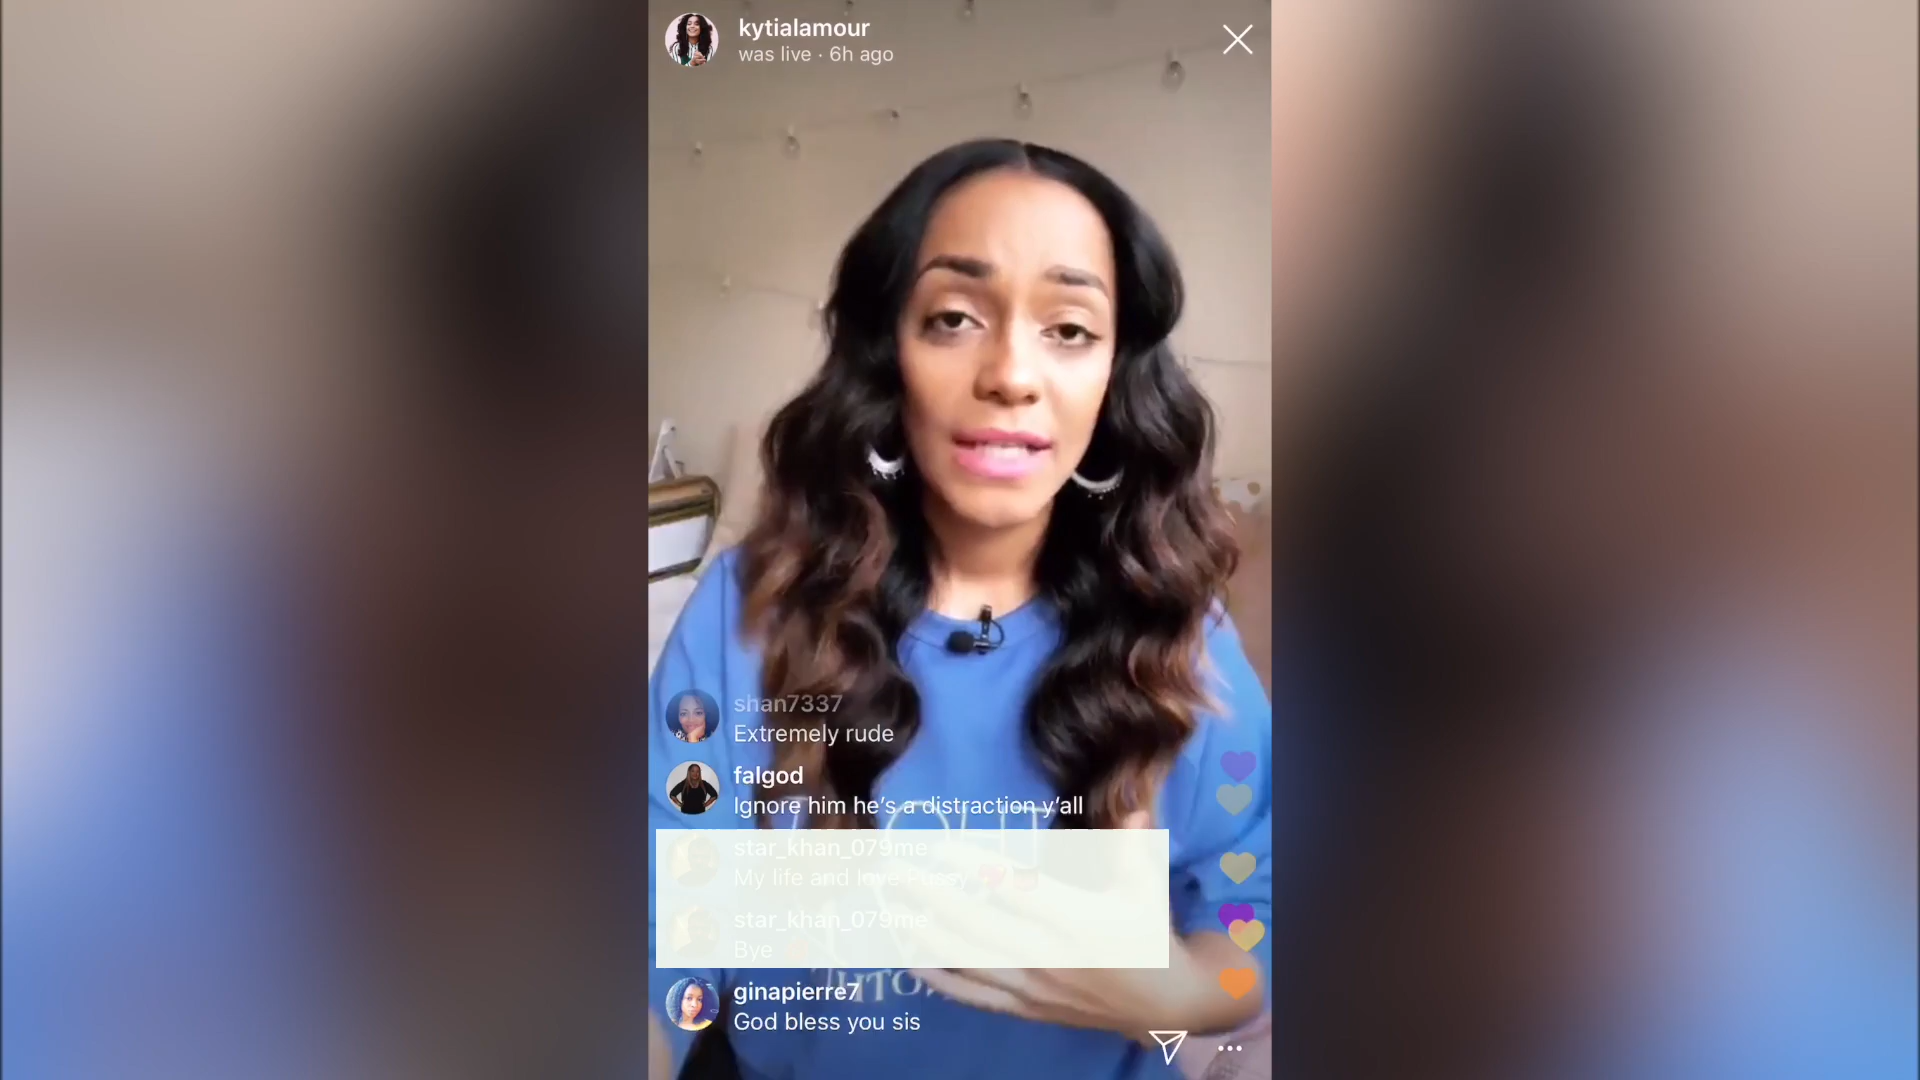 kytialamour
was live · 6h ago
shan7337
Extremely rude
falgod
Ignore him he's a distraction y'all
star_khan_079me
My life and love Pussy
star_khan_079me
Bye
ginapierre7
God bless you sis